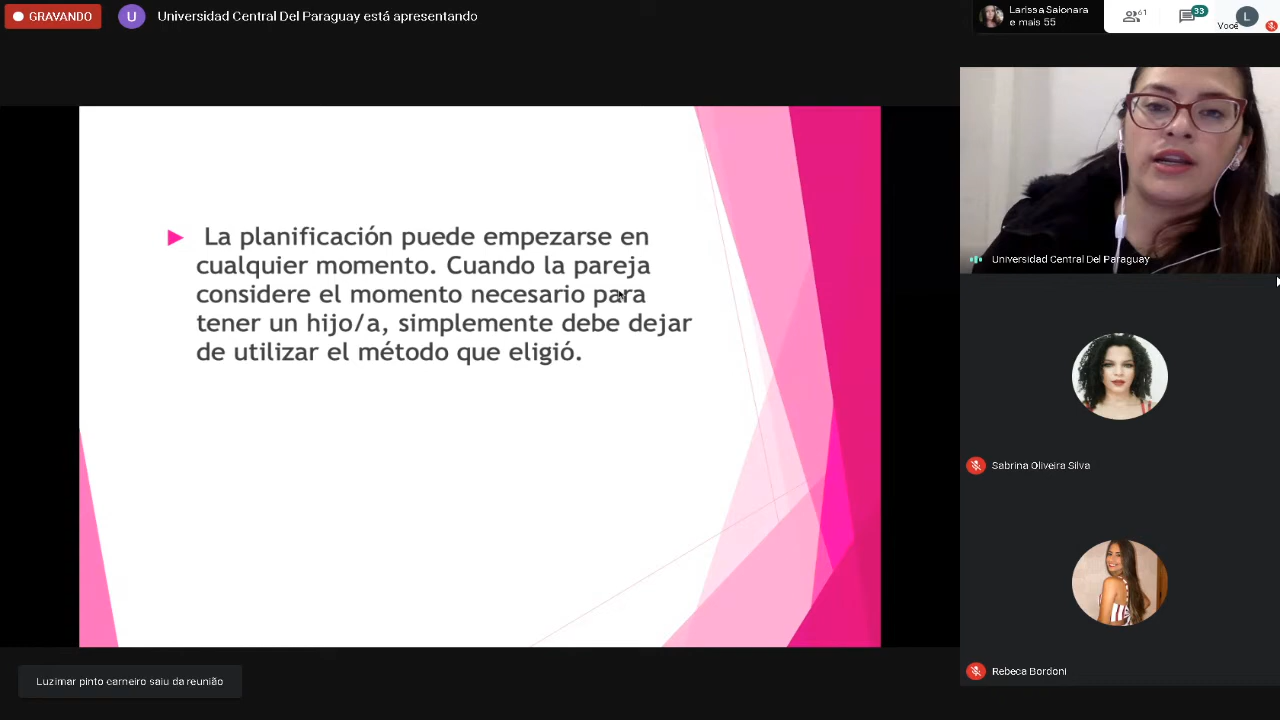 GRAVANDO
U
Universidad Central Del Paraguay está apresentando
Larissa Saionara
e mais 55
61
33
L
Você
La planificación puede empezarse en
cualquier momento. Cuando la pareja
considere el momento necesario para
tener un hijo/a, simplemente debe dejar
de utilizar el método que eligió.
Universidad Central Del Paraguay
Sabrina Oliveira Silva
Rebeca Bordoni
Luzimar pinto carneiro saiu da reunião